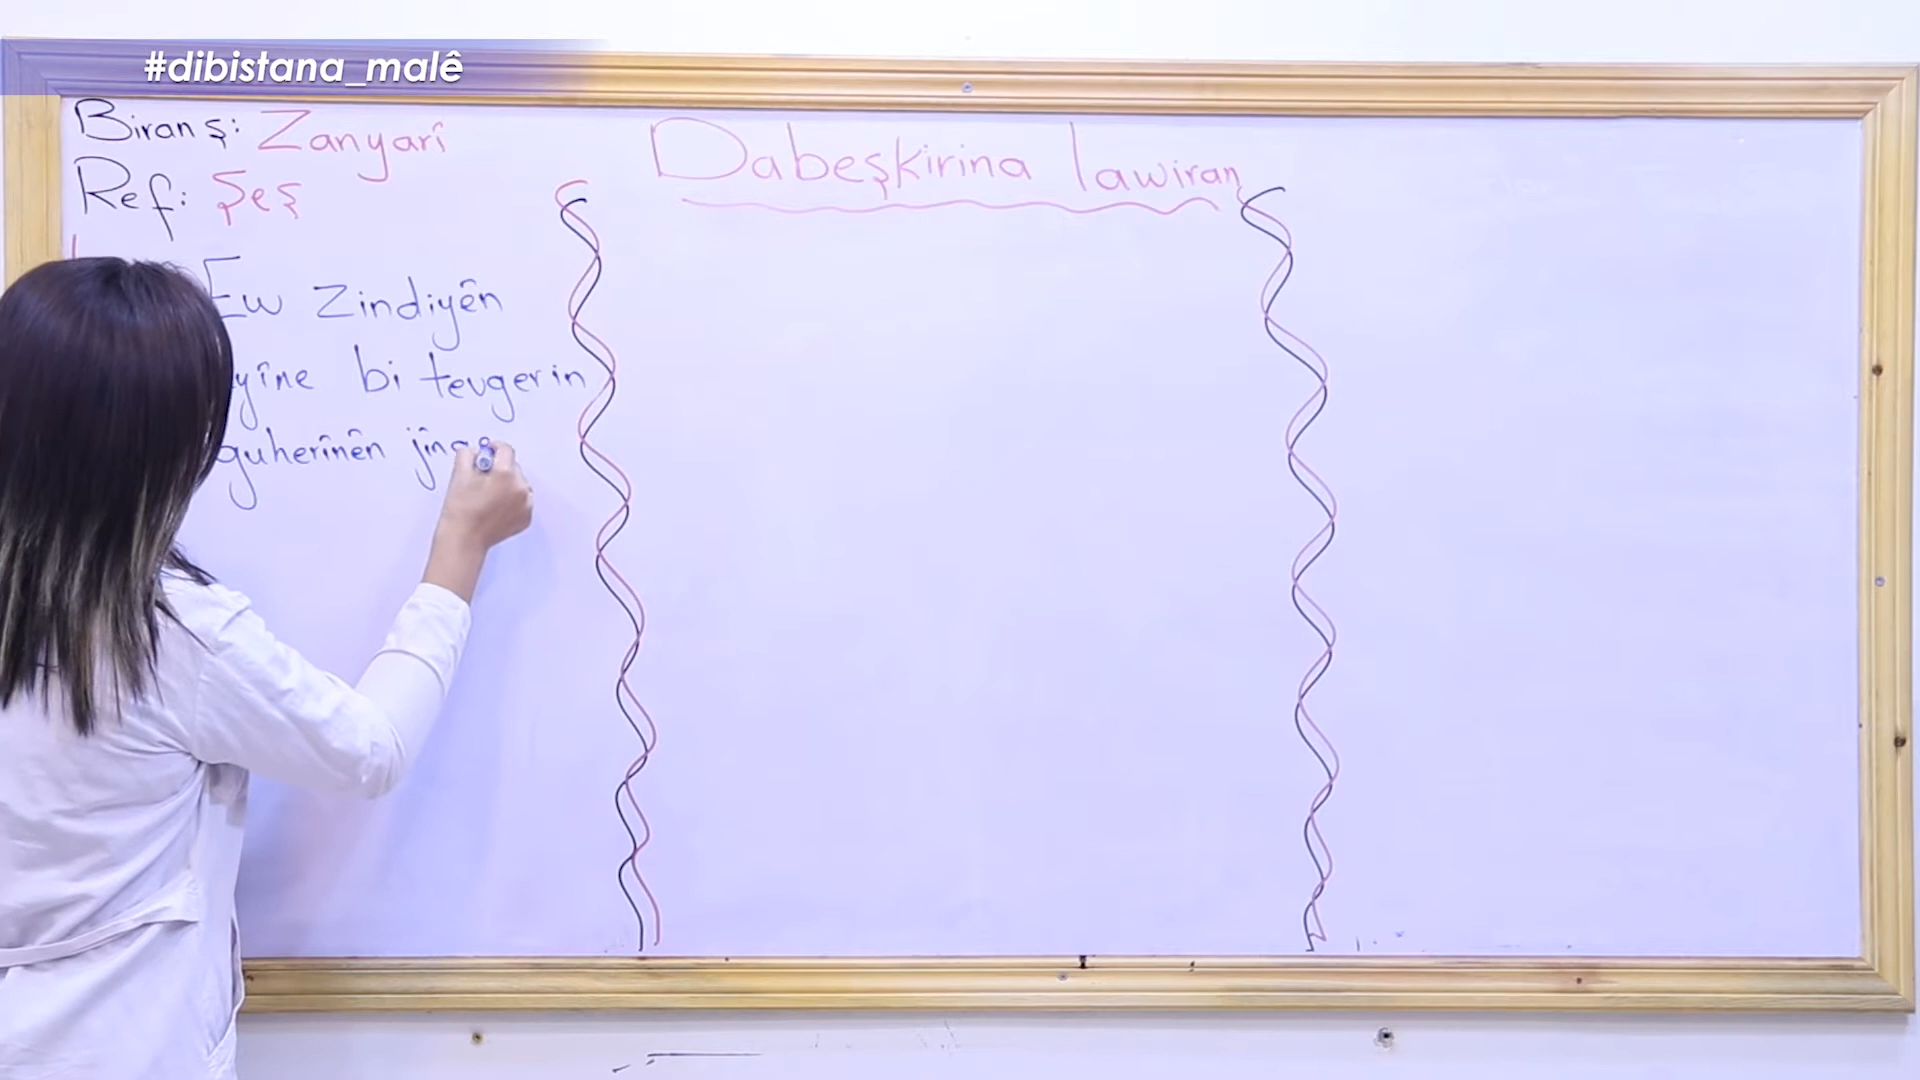 #dibistana_malê
Biranş: Zanyarî
Ref: Şeş
Dabeşkirina lawiran
Ew Zindiyên
bi tevgerin
guherînên